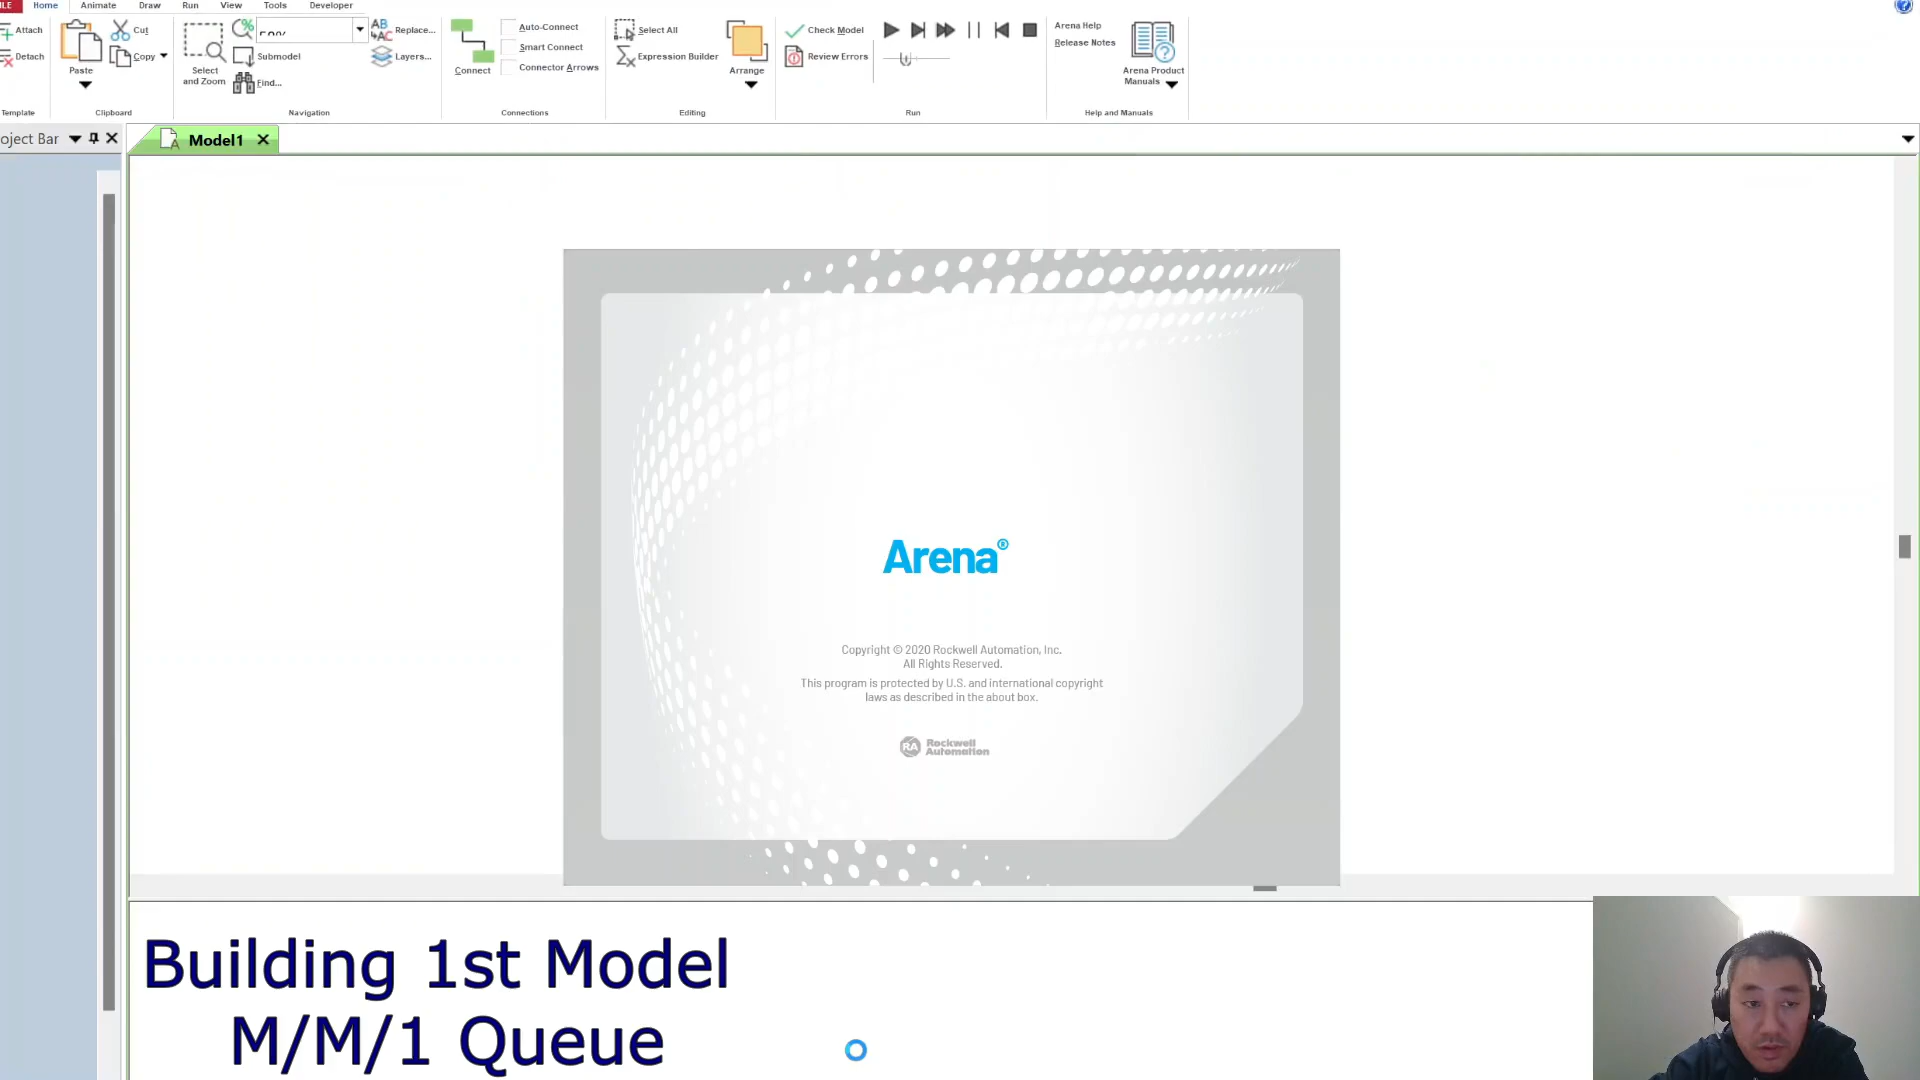 ILE
Home
Animate
Draw
Run
View
Tools
Developer
Attach
Detach
Template
Paste
Cut
Copy
Clipboard
Select
and Zoom
Submodel
Find...
Navigation
Replace...
Layers...
Connect
Auto-Connect
Smart Connect
Connector Arrows
Connections
Select All
Expression Builder
Arrange
Editing
Check Model
Review Errors
Run
Arena Help
Release Notes
Arena Product
Manuals
Help and Manuals
oject Bar
Model1
Arena®
Copyright © 2020 Rockwell Automation, Inc.
All Rights Reserved.
This program is protected by U.S. and international copyright
laws as described in the about box.
RA Rockwell
Automation
Building 1st Model
M/M/1 Queue